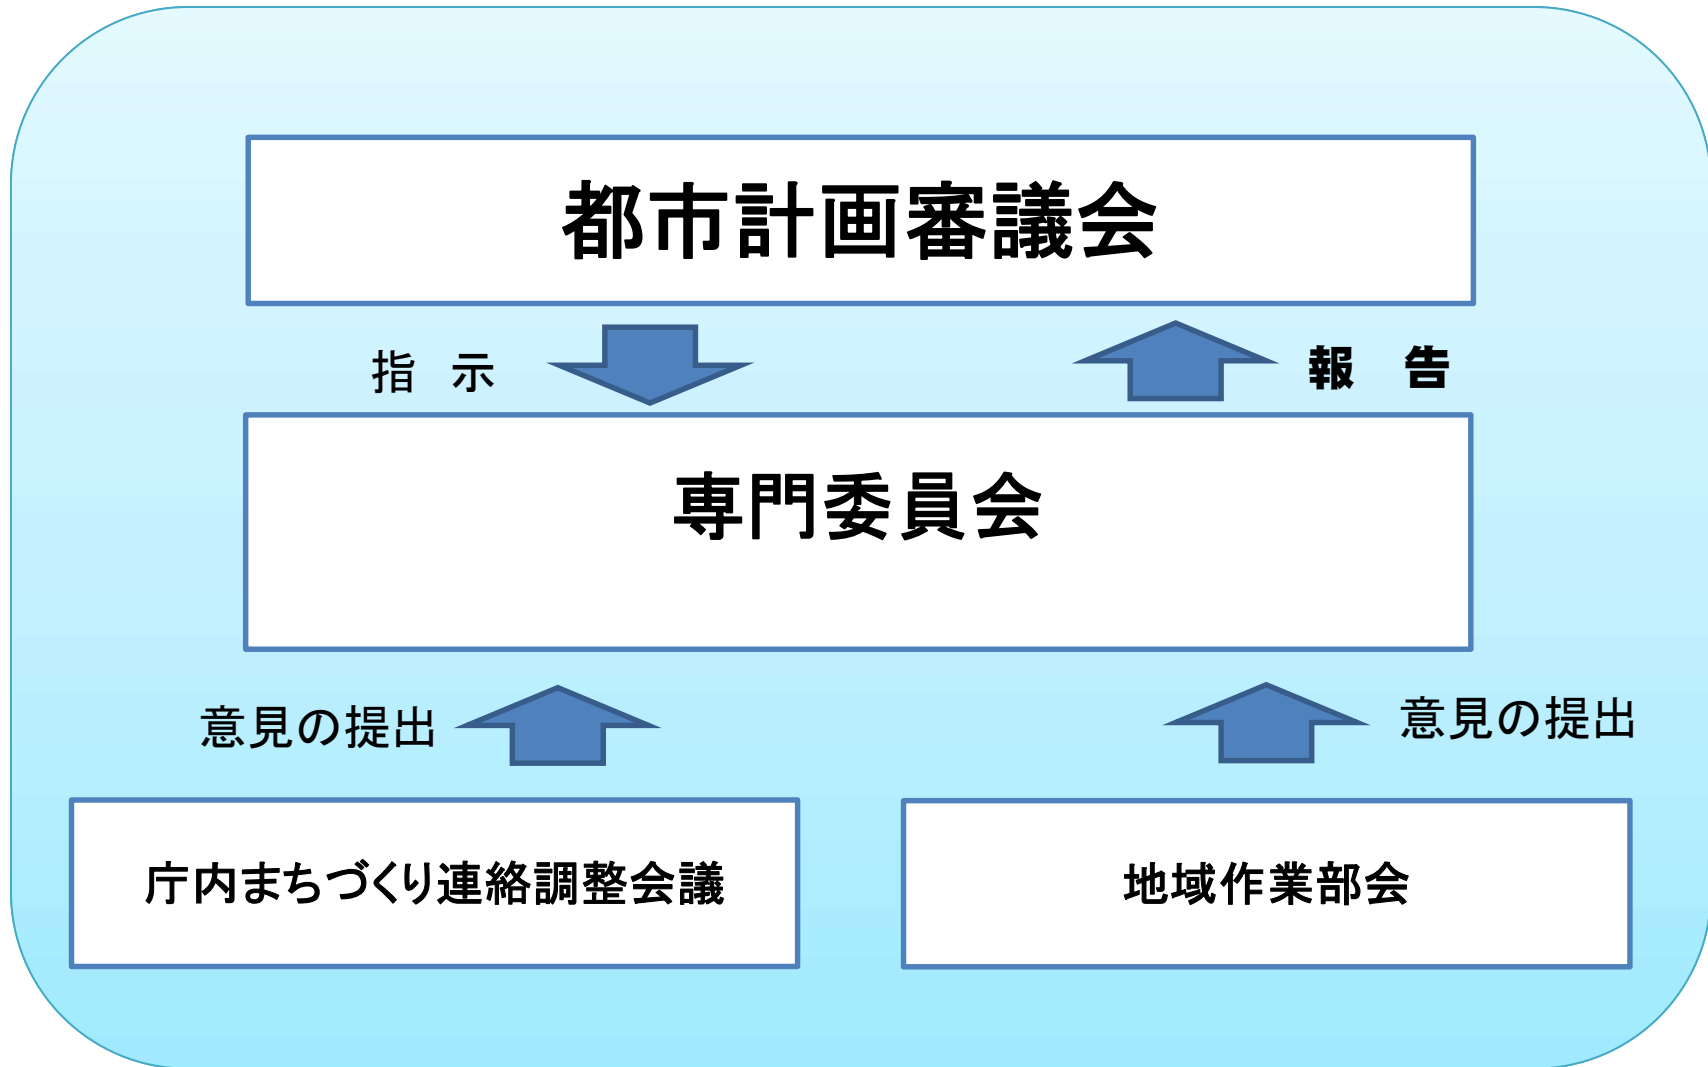 都市計画審議会
指　示
報　告
専門委員会
意見の提出
意見の提出
庁内まちづくり連絡調整会議
地域作業部会